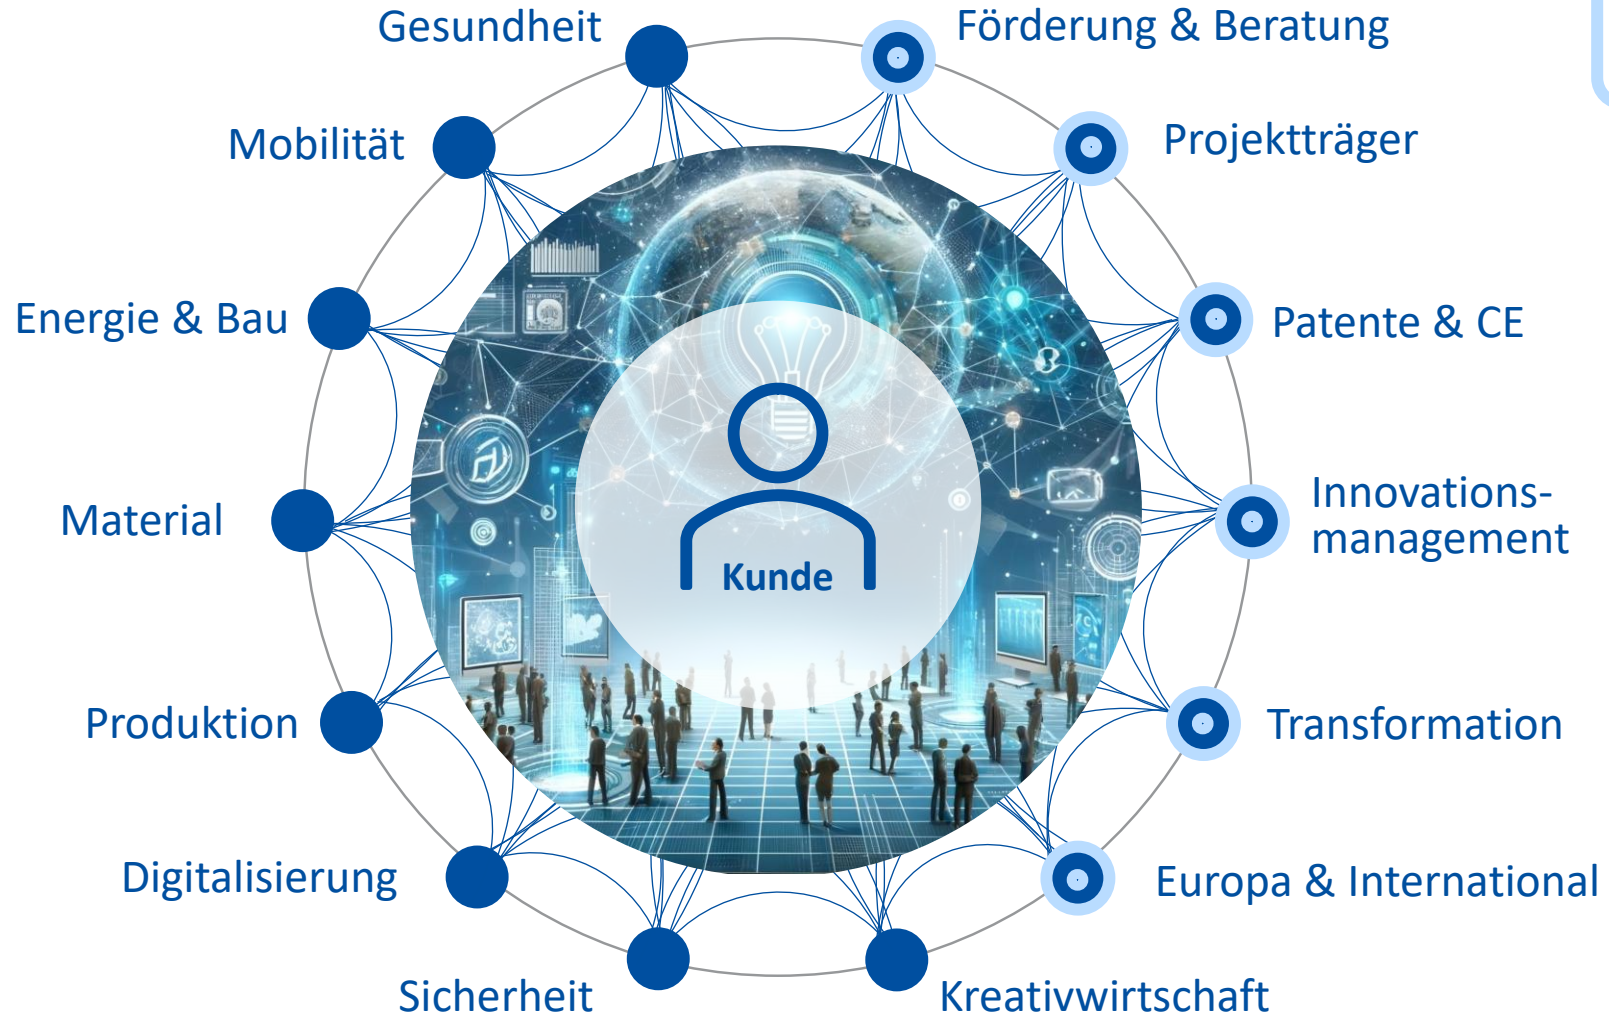 Gesundheit
Förderung & Beratung
Mobilität
Projektträger
Energie & Bau
Patente & CE
Material
Innovations-
management
Kunde
Produktion
Transformation
Digitalisierung
Europa & International
Sicherheit
Kreativwirtschaft